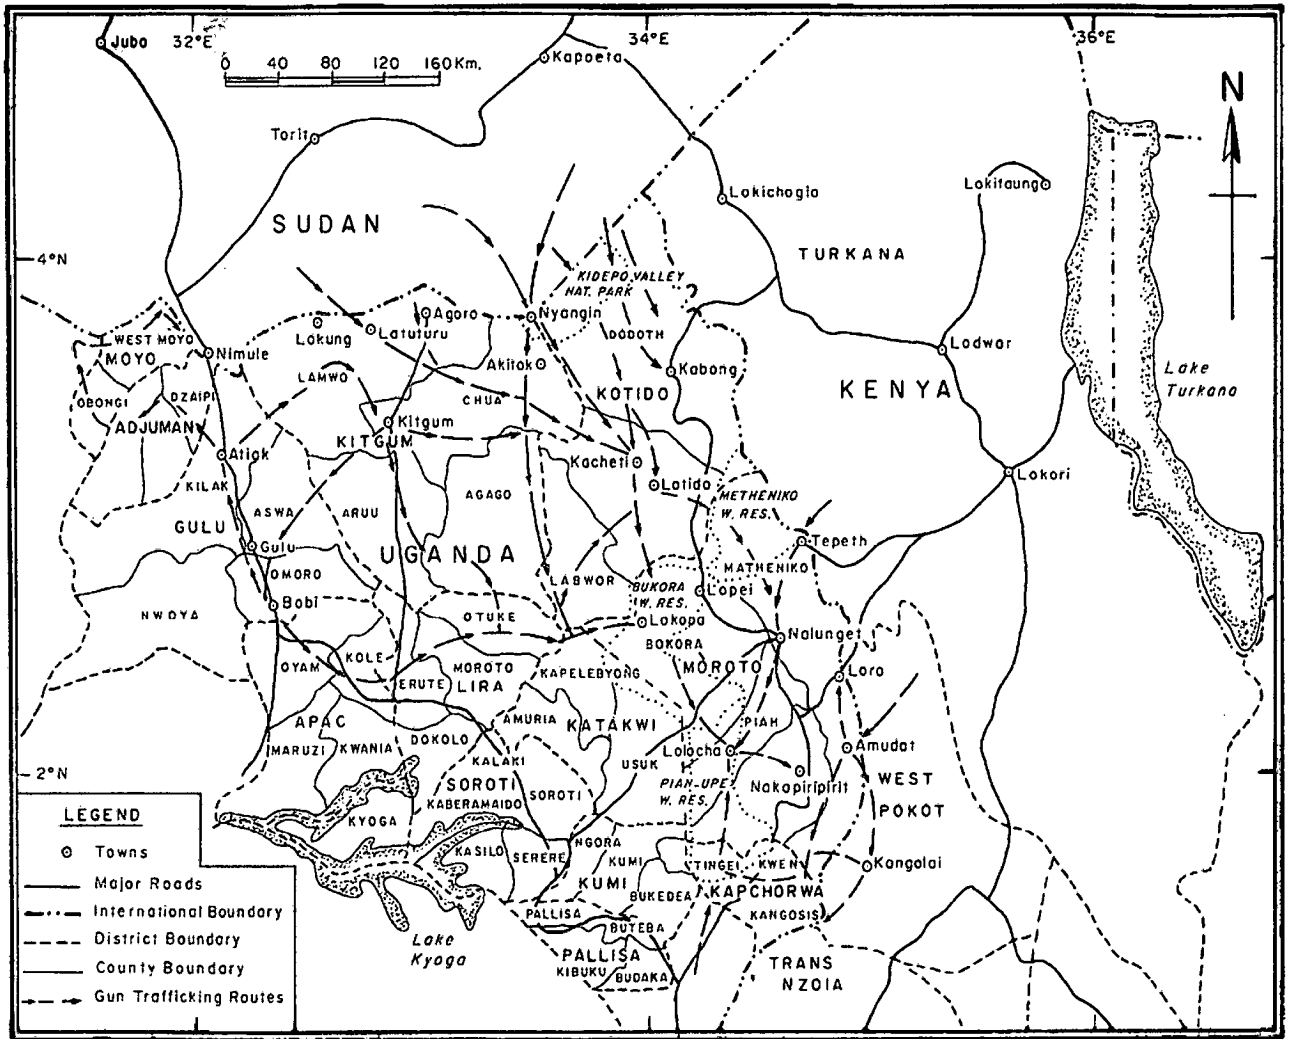 Juba
32°E
34°E
36°E
0 40 80 120 160 Km.
Kapoeta
N
Torit
Lokichogio
Lokitaung
SUDAN
TURKANA
4°N
KIDEPO VALLEY
NAT. PARK
Agoro
Nyangin
Lokung
Latuturu
DODOTH
WEST MOYO
MOYO
Nimule
Lodwar
Akitok
Kabong
Lake
Turkana
LAMWO
OBONGI
DZAIPI
CHUA
KOTIDO
KENYA
ADJUMAN
Kitgum
KITGUM
Atiak
Kacheti
Lokori
KILAK
AGAGO
Lotido
METHENIKO
W. RES.
GULU
ASWA
ARUU
Tepeth
Gulu
UGANDA
MATHENIKO
OMORO
LABWOR
BUKORA
W. RES.
Lopei
Bobi
NWOYA
OTUKE
Lokopa
Nalunget
BOKORA
KOLE
OYAM
MOROTO
LIRA
KAPELEBYONG
MOROTO
Loro
ERUTE
APAC
AMURIA
KATAKWI
PIAH
MARUZI
KWANIA
DOKOLO
Lolocha
Amudat
KALAKI
USUK
2°N
SOROTI
PIAN-UPE
W. RES.
Nakapiripirit
WEST
POKOT
KABERAMAIDO
SOROTI
LEGEND
KYOGA
Towns
KASILO
SERERE
NGORA
KUMI
TINGEI
KWEN
Kongolai
Major Roads
KUMI
BUKEDEA
KAPCHORWA
International Boundary
PALLISA
KANGOSIS
District Boundary
Lake
Kyoga
BUTEBA
County Boundary
PALLISA
KIBUKU
BUDAKA
TRANS
NZOIA
Gun Trafficking Routes